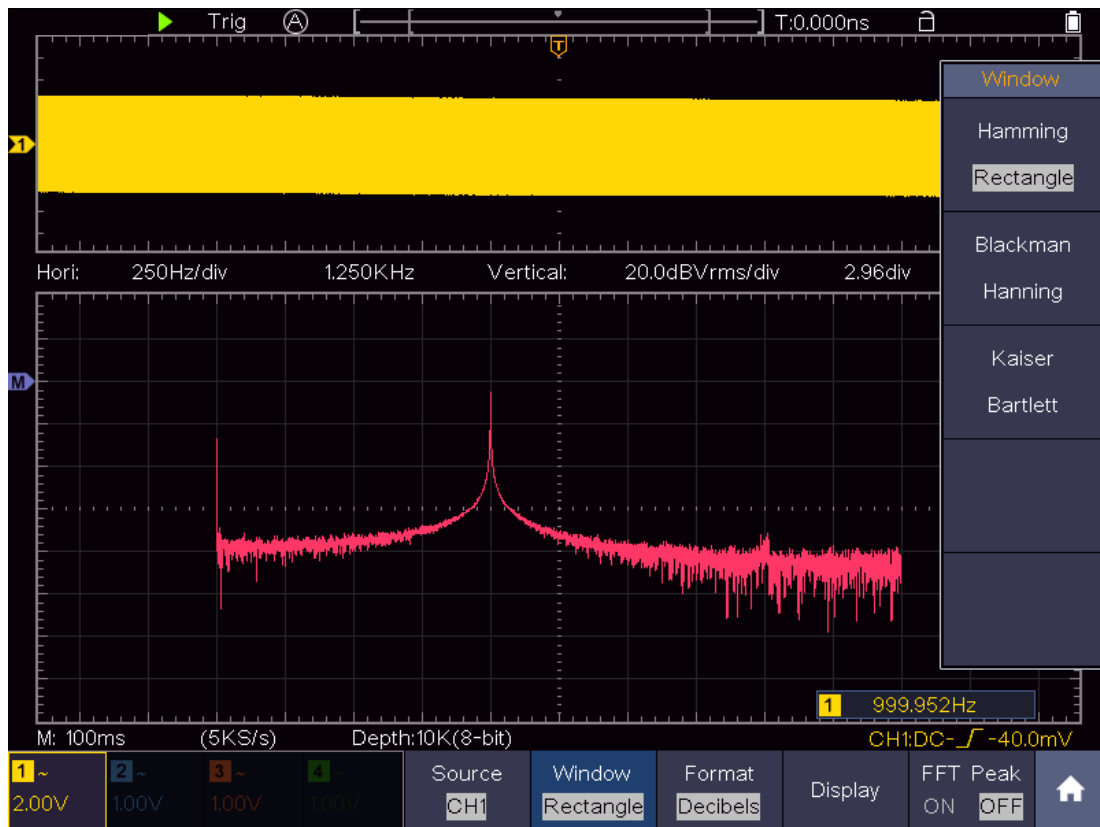 Trig A T:0.000ns
T
Window
Hamming
1
Rectangle
Blackman
Hori: 250Hz/div 1.250KHz Vertical: 20.0dBVrms/div 2.96div
Hanning
Kaiser
M
Bartlett
1 999.952Hz
M: 100ms (5KS/s) Depth:10K(8-bit) CH1:DC- -40.0mV
1 ~ 2 ~ 3 ~ 4 ~ Source Window Format Display FFT Peak
2.00V 1.00V 1.00V 1.00V CH1 Rectangle Decibels ON OFF